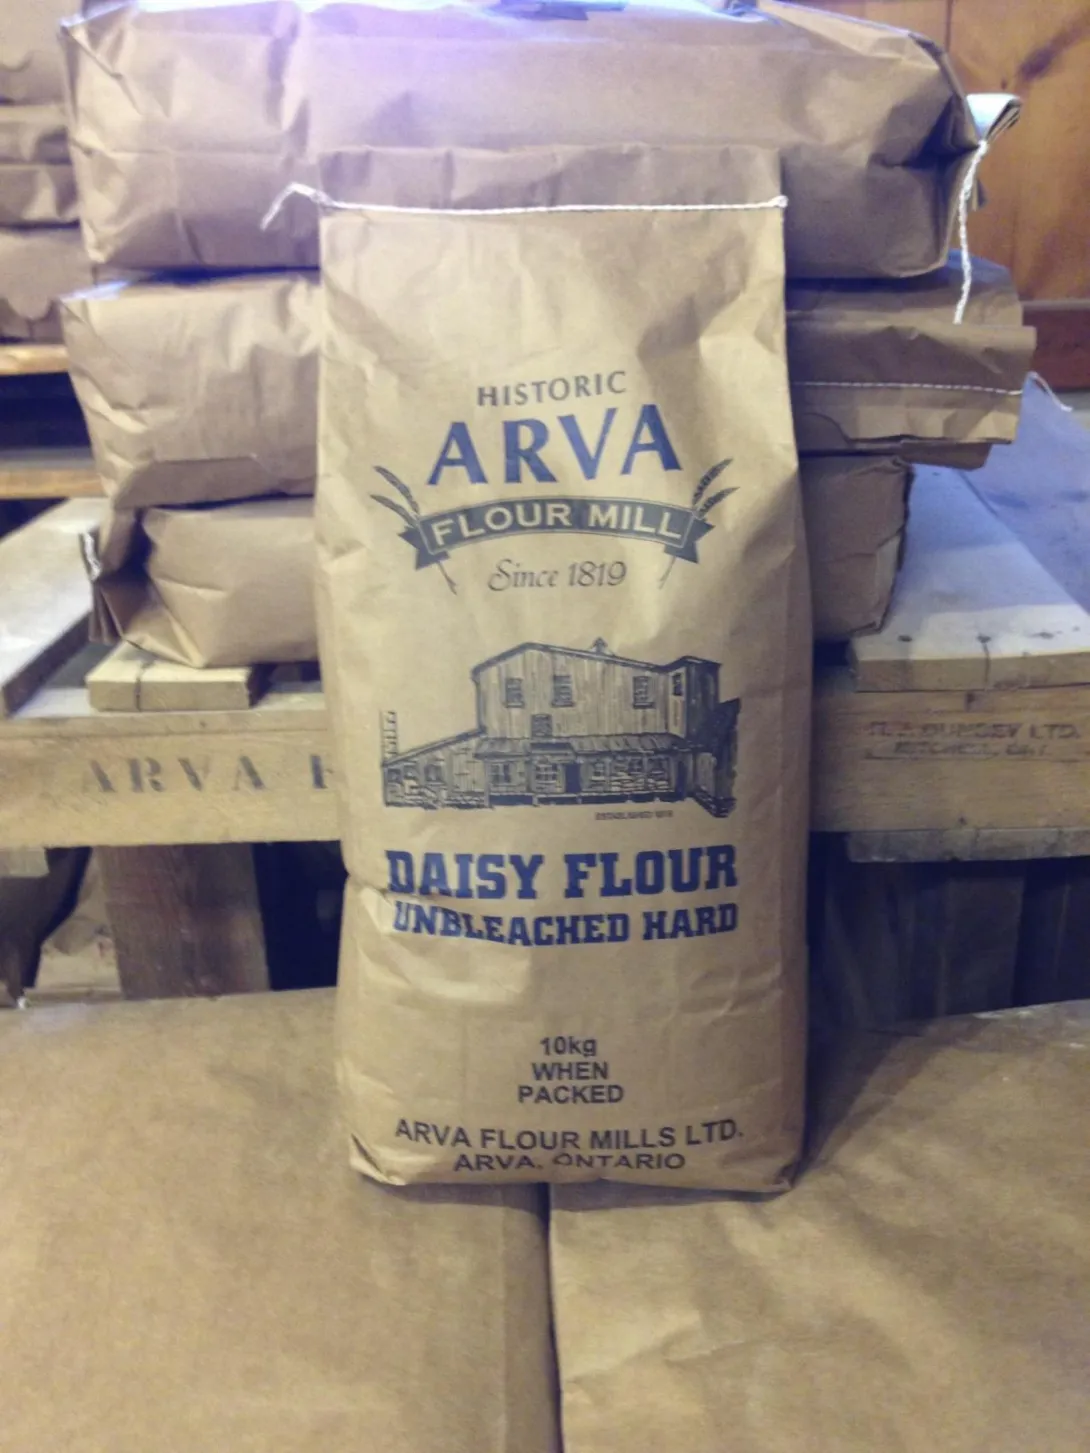 HISTORIC
ARVA
FLOUR MILL
Since 1819
DAISY FLOUR
UNBLEACHED HARD
10kg
WHEN
PACKED
ARVA FLOUR MILLS LTD.
ARVA, ONTARIO
ARVA